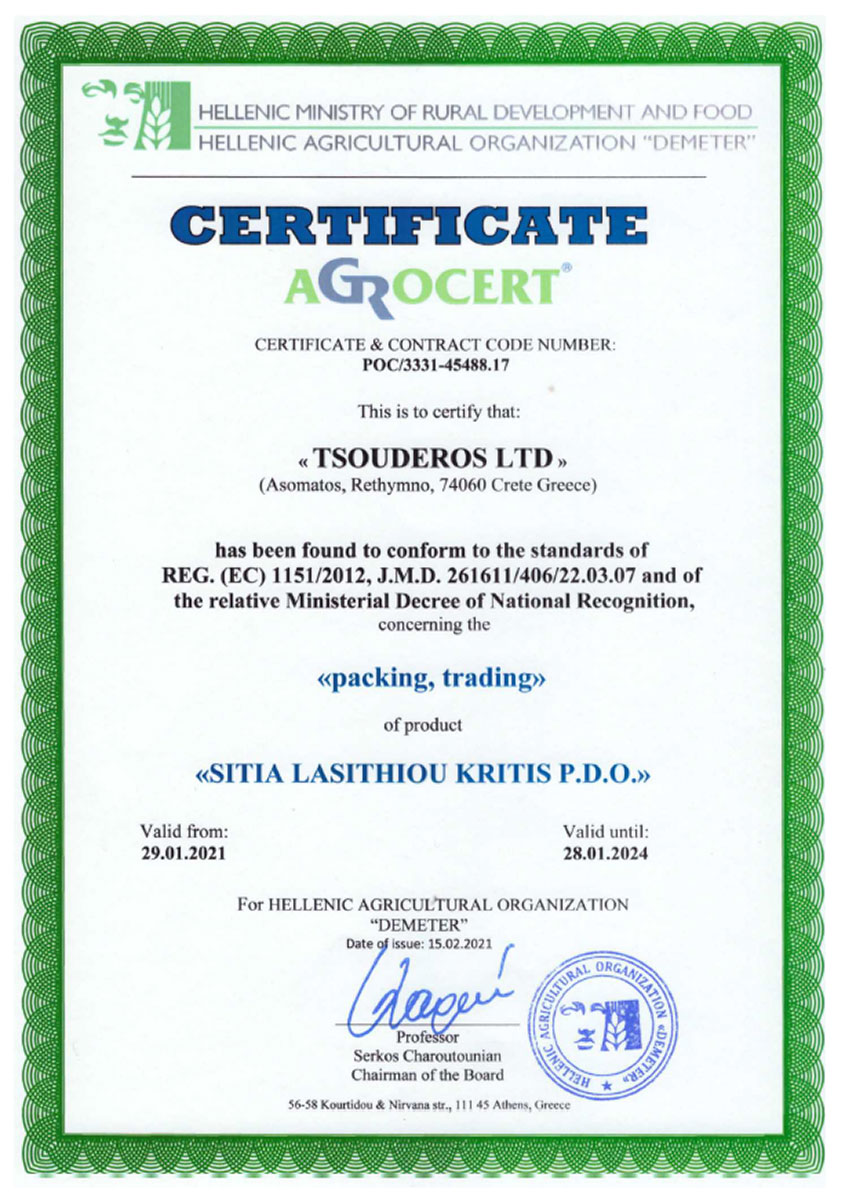 HELLENIC MINISTRY OF RURAL DEVELOPMENT AND FOOD
HELLENIC AGRICULTURAL ORGANIZATION "DEMETER"
CERTIFICATE
AGROCERT®
CERTIFICATE & CONTRACT CODE NUMBER:
POC/3331-45488.17
This is to certify that:
« TSOUDEROS LTD »
(Asomatos, Rethymno, 74060 Crete Greece)
has been found to conform to the standards of
REG. (EC) 1151/2012, J.M.D. 261611/406/22.03.07 and of
the relative Ministerial Decree of National Recognition,
concerning the
«packing, trading»
of product
«SITIA LASITHIOU KRITIS P.D.O.»
Valid from:
29.01.2021
Valid until:
28.01.2024
For HELLENIC AGRICULTURAL ORGANIZATION
"DEMETER"
Date of issue: 15.02.2021
Professor
Serkos Charoutounian
Chairman of the Board
HELLENIC AGRICULTURAL ORGANIZATION «DEMETER»
56-58 Kourtidou & Nirvana str., 111 45 Athens, Greece